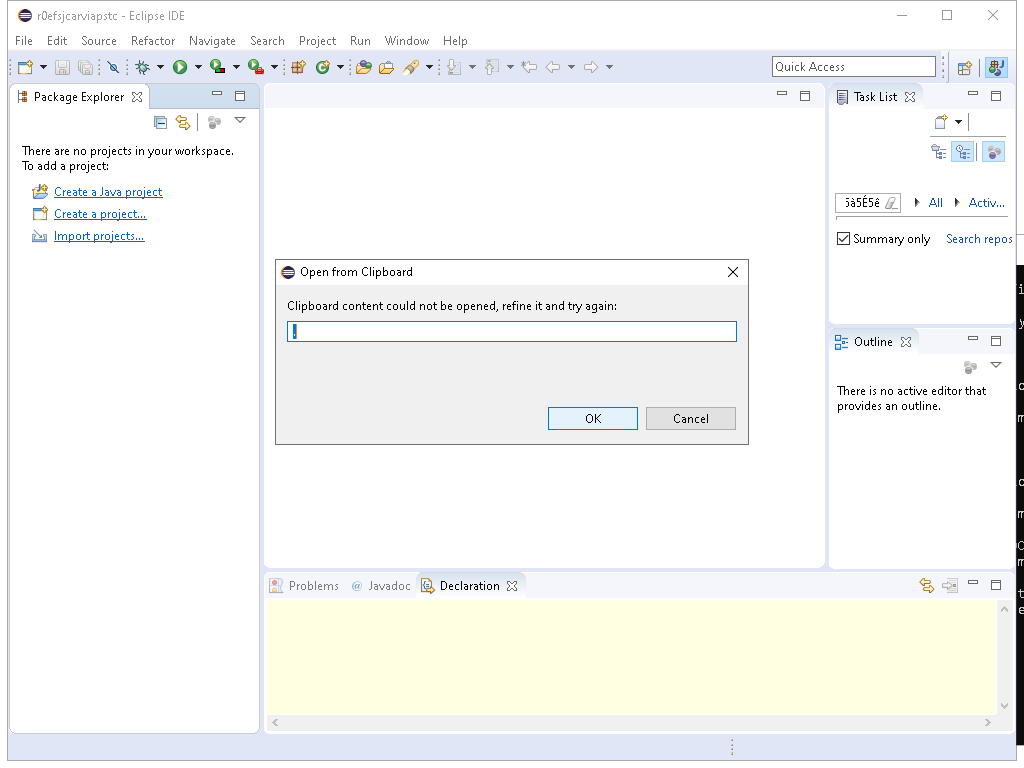 r0efsjcarviapstc - Eclipse IDE
File Edit Source Refactor Navigate Search Project Run Window Help
Quick Access
Package Explorer
Task List
There are no projects in your workspace.
To add a project:
Create a Java project
Create a project...
Import projects...
All Activ...
Summary only Search repos
Open from Clipboard
Clipboard content could not be opened, refine it and try again:
OK Cancel
Outline
There is no active editor that
provides an outline.
Problems @ Javadoc Declaration